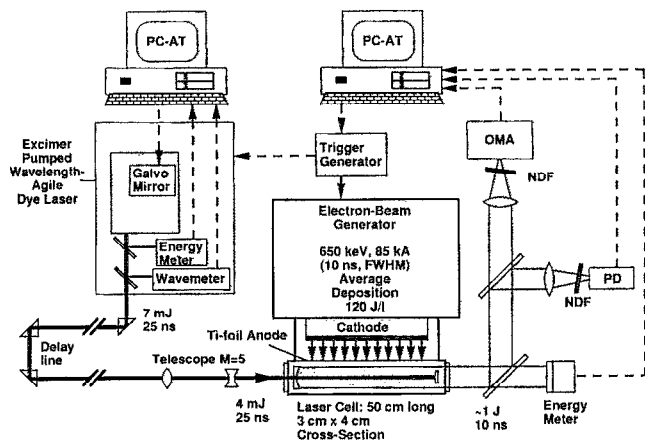 PC-AT
PC-AT
Excimer
Pumped
Wavelength-
Agile
Dye Laser
Galvo
Mirror
Energy
Meter
Wavemeter
Trigger
Generator
OMA
NDF
Electron-Beam
Generator
650 keV, 85 kA
(10 ns, FWHM)
Average
Deposition
120 J/l
PD
NDF
Cathode
7 mJ
25 ns
Delay
line
Ti-foil Anode
Telescope M=5
4 mJ
25 ns
Laser Cell: 50 cm long
3 cm x 4 cm
Cross-Section
~1 J
10 ns
Energy
Meter